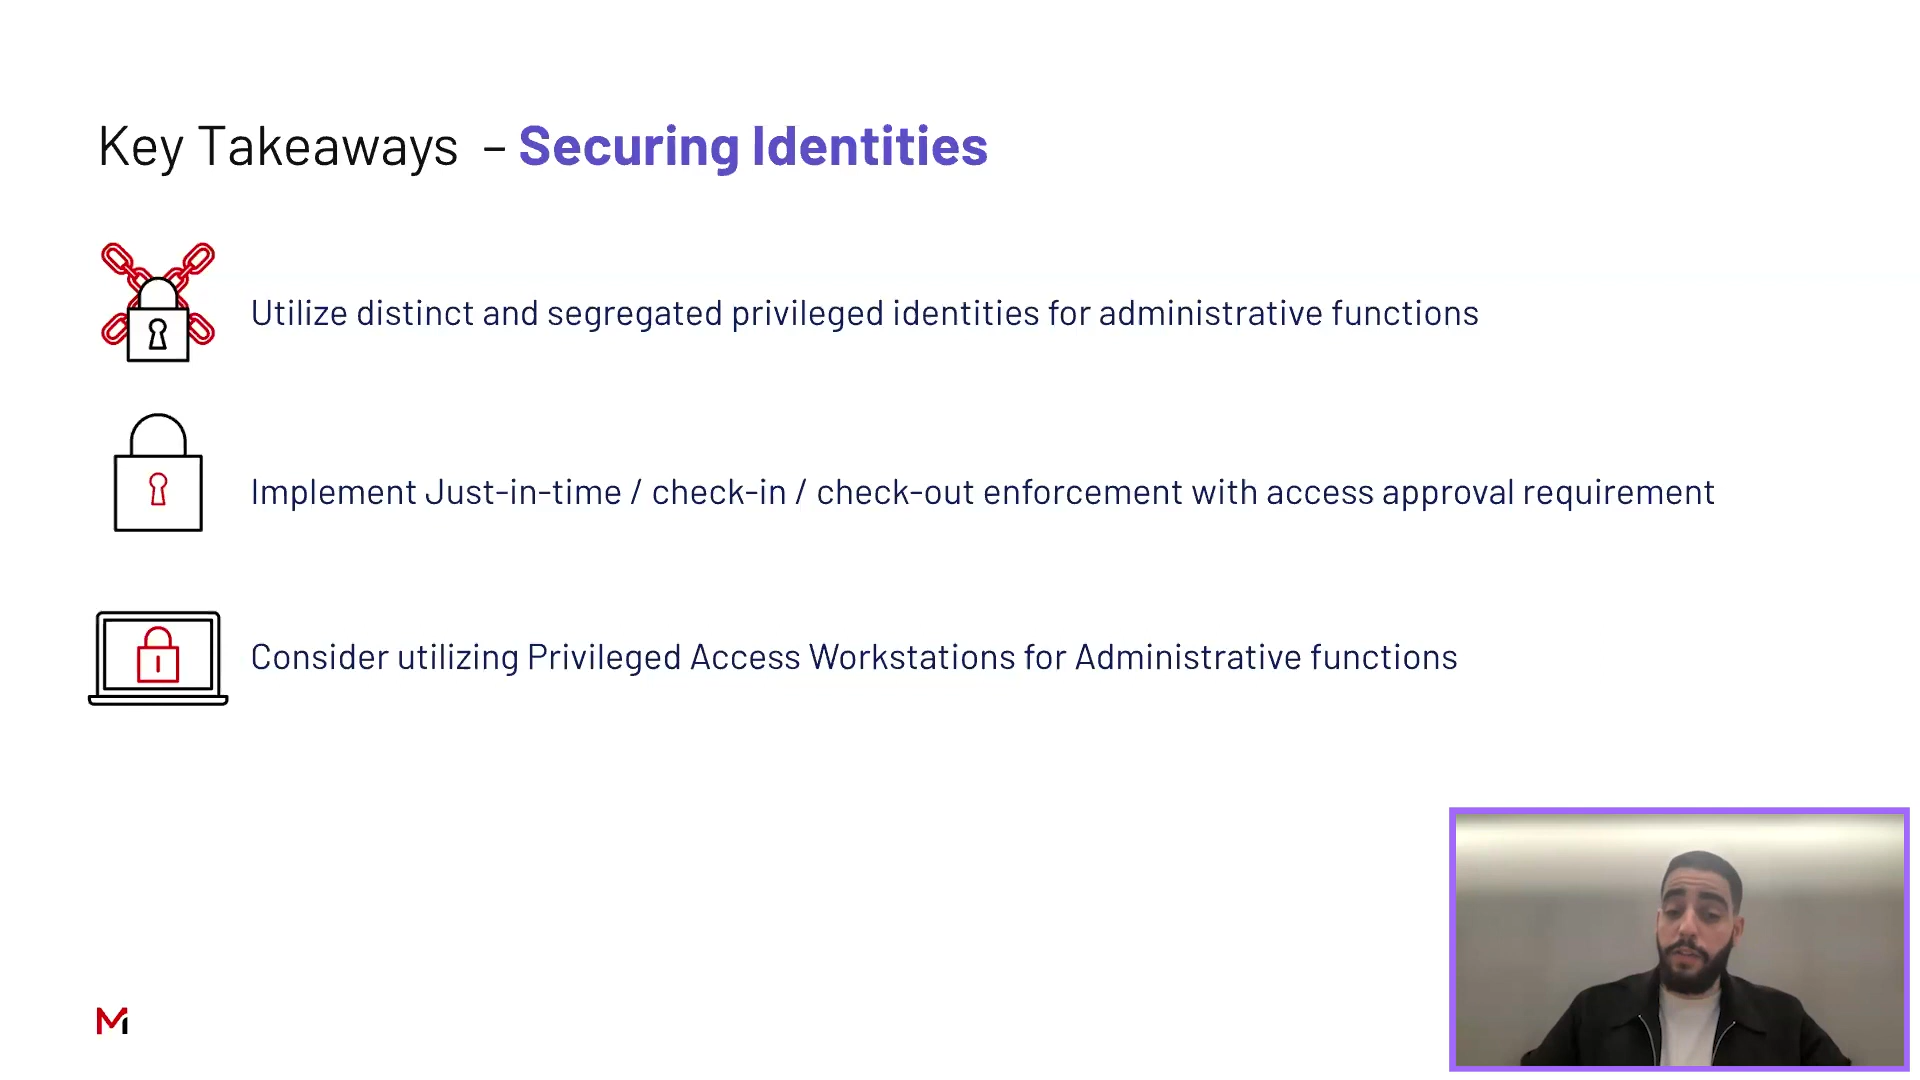 Key Takeaways – Securing Identities
Utilize distinct and segregated privileged identities for administrative functions
Implement Just-in-time / check-in / check-out enforcement with access approval requirement
Consider utilizing Privileged Access Workstations for Administrative functions